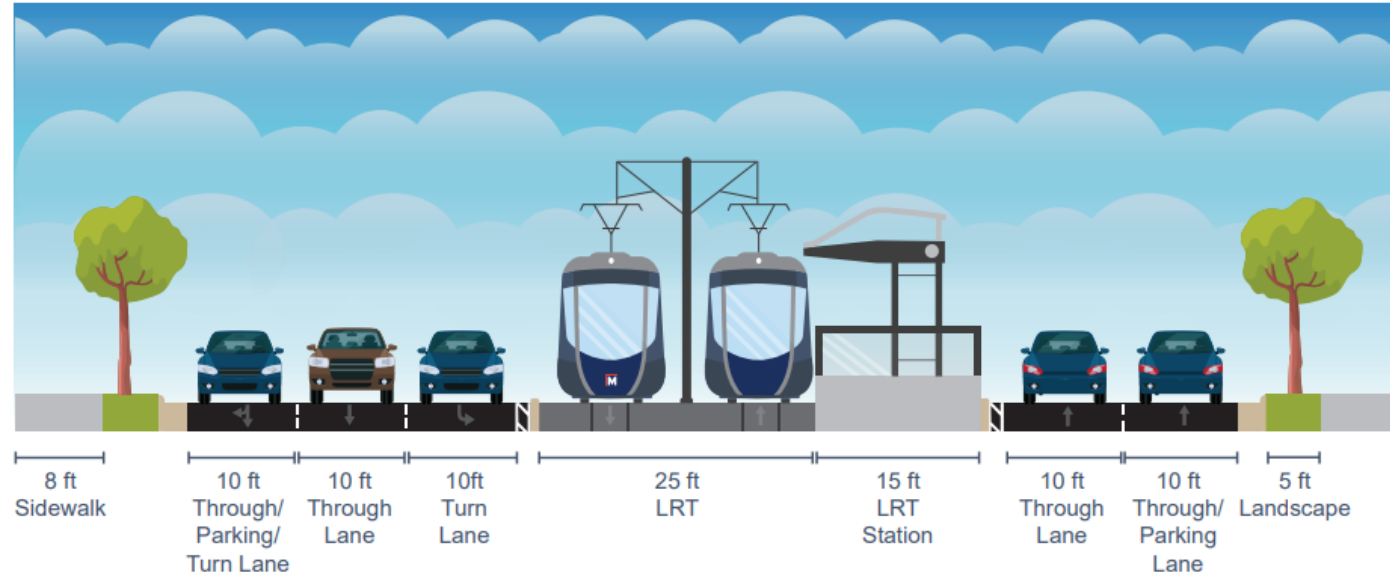 M
8 ft
Sidewalk
10 ft
Through/
Parking/
Turn Lane
10 ft
Through
Lane
10ft
Turn
Lane
25 ft
LRT
15 ft
LRT
Station
10 ft
Through
Lane
10 ft
Through/
Parking
Lane
5 ft
Landscape